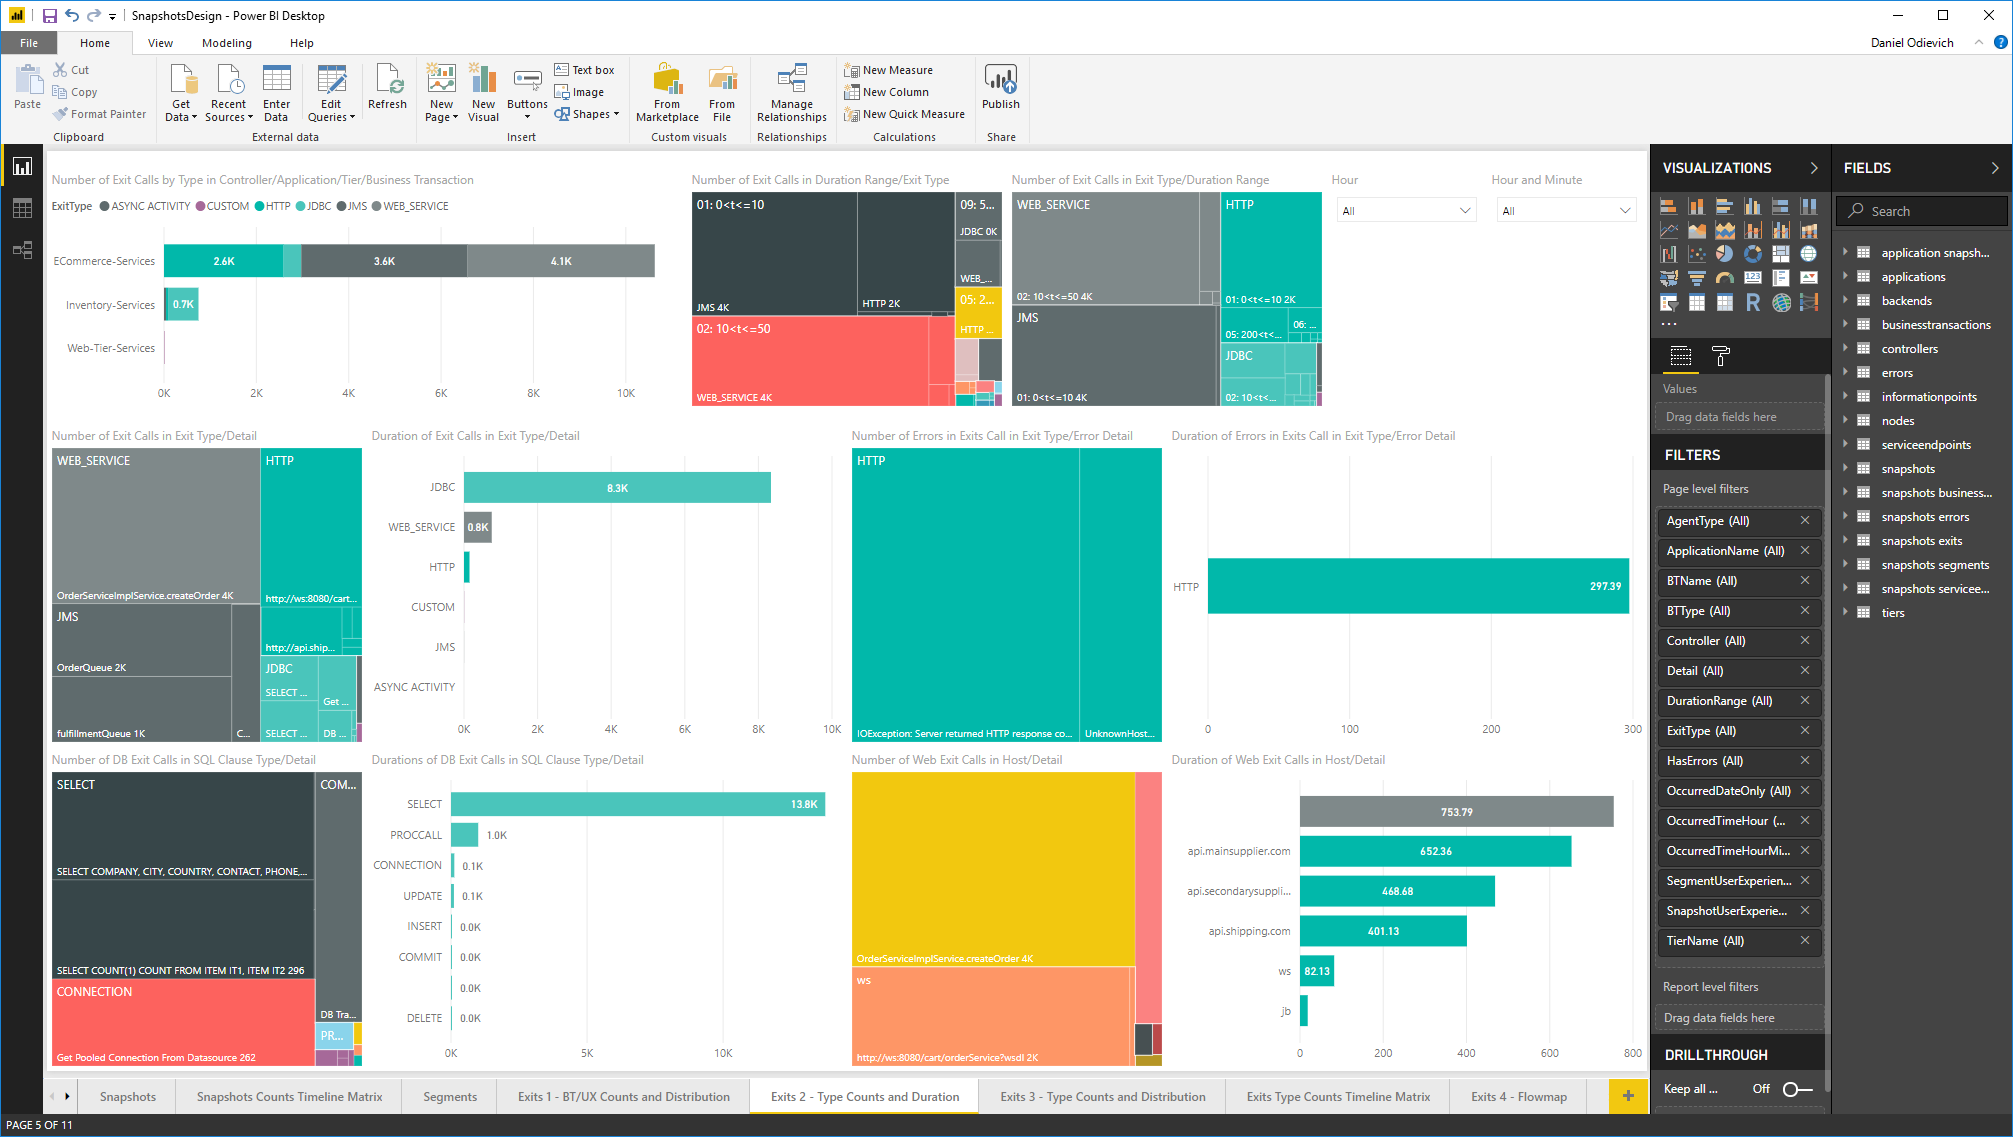 SnapshotsDesign - Power BI Desktop
File
Home
View
Modeling
Help
Daniel Odievich
Paste
Cut
Copy
Format Painter
Clipboard
Get Data
Recent Sources
Enter Data
Edit Queries
Refresh
External data
New Page
New Visual
Buttons
Text box
Image
Shapes
Insert
From Marketplace
From File
Custom visuals
Manage Relationships
Relationships
New Measure
New Column
New Quick Measure
Calculations
Publish
Share
Number of Exit Calls by Type in Controller/Application/Tier/Business Transaction
ExitType ASYNC ACTIVITY CUSTOM HTTP JDBC JMS WEB_SERVICE
ECommerce-Services 2.6K 3.6K 4.1K
Inventory-Services 0.7K
Web-Tier-Services
0K 2K 4K 6K 8K 10K
Number of Exit Calls in Duration Range/Exit Type
01: 0<t<=10
JMS 4K
HTTP 2K
09: 5...
JDBC 0K
WEB_...
05: 2...
HTTP ...
02: 10<t<=50
WEB_SERVICE 4K
Number of Exit Calls in Exit Type/Duration Range
WEB_SERVICE
02: 10<t<=50 4K
JMS
01: 0<t<=10 4K
HTTP
01: 0<t<=10 2K
05: 200<t<...
06: ...
JDBC
02: 10<t<...
Hour
All
Hour and Minute
All
Number of Exit Calls in Exit Type/Detail
WEB_SERVICE
OrderServiceImplService.createOrder 4K
JMS
OrderQueue 2K
fulfillmentQueue 1K
C...
HTTP
http://ws:8080/cart...
http://api.ship...
JDBC
SELECT ...
Get ...
SELECT ...
DB ...
Duration of Exit Calls in Exit Type/Detail
JDBC 8.3K
WEB_SERVICE 0.8K
HTTP
CUSTOM
JMS
ASYNC ACTIVITY
0K 2K 4K 6K 8K 10K
Number of Errors in Exits Call in Exit Type/Error Detail
HTTP
IOException: Server returned HTTP response co...
UnknownHost...
Duration of Errors in Exits Call in Exit Type/Error Detail
HTTP 297.39
0 100 200 300
Number of DB Exit Calls in SQL Clause Type/Detail
SELECT
SELECT COMPANY, CITY, COUNTRY, CONTACT, PHONE,...
SELECT COUNT(1) COUNT FROM ITEM IT1, ITEM IT2 296
CONNECTION
Get Pooled Connection From Datasource 262
COM...
DB Tra...
PR...
Durations of DB Exit Calls in SQL Clause Type/Detail
SELECT 13.8K
PROCCALL 1.0K
CONNECTION 0.1K
UPDATE 0.1K
INSERT 0.0K
COMMIT 0.0K
0.0K
DELETE 0.0K
0K 5K 10K
Number of Web Exit Calls in Host/Detail
OrderServiceImplService.createOrder 4K
ws
http://ws:8080/cart/orderService?wsdl 2K
Duration of Web Exit Calls in Host/Detail
753.79
api.mainsupplier.com 652.36
api.secondarysuppli... 468.68
api.shipping.com 401.13
ws 82.13
jb
0 200 400 600 800
VISUALIZATIONS
Values
Drag data fields here
FILTERS
Page level filters
AgentType (All)
ApplicationName (All)
BTName (All)
BTType (All)
Controller (All)
Detail (All)
DurationRange (All)
ExitType (All)
HasErrors (All)
OccurredDateOnly (All)
OccurredTimeHour (...
OccurredTimeHourMi...
SegmentUserExperien...
SnapshotUserExperie...
TierName (All)
Report level filters
Drag data fields here
DRILLTHROUGH
Keep all ... Off
FIELDS
Search
application snapsh...
applications
backends
businesstransactions
controllers
errors
informationpoints
nodes
serviceendpoints
snapshots
snapshots business...
snapshots errors
snapshots exits
snapshots segments
snapshots servicee...
tiers
Snapshots
Snapshots Counts Timeline Matrix
Segments
Exits 1 - BT/UX Counts and Distribution
Exits 2 - Type Counts and Duration
Exits 3 - Type Counts and Distribution
Exits Type Counts Timeline Matrix
Exits 4 - Flowmap
PAGE 5 OF 11